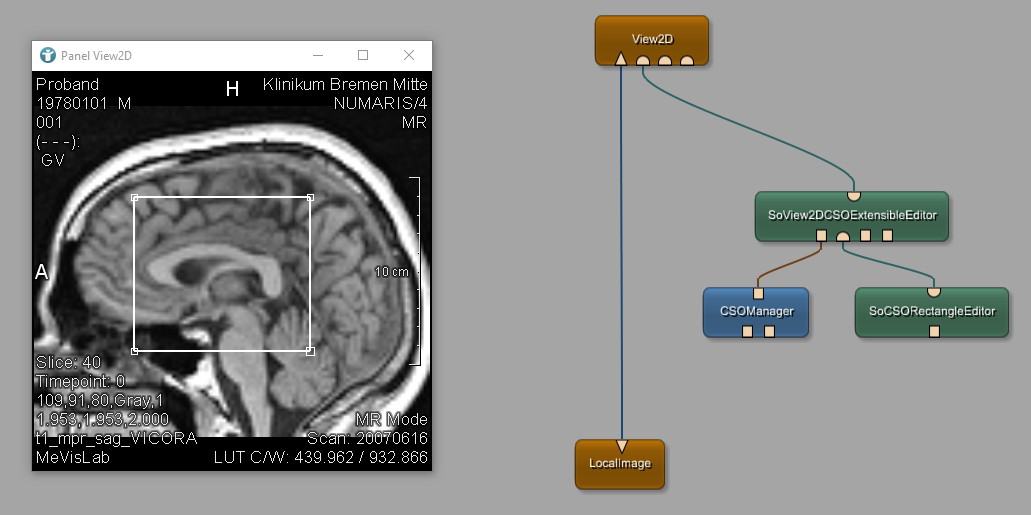 Panel View2D
Proband
19780101 M
001
(- - -):
GV
H
Klinikum Bremen Mitte
NUMARIS/4
MR
A
10 cm
Slice: 40
Timepoint: 0
109,91,80,Gray,1
1.953,1.953,2.000
t1_mpr_sag_VICORA
MeVisLab
MR Mode
Scan: 20070616
LUT C/W: 439.962 / 932.866
View2D
SoView2DCSOExtensibleEditor
CSOManager
SoCSORectangleEditor
LocalImage